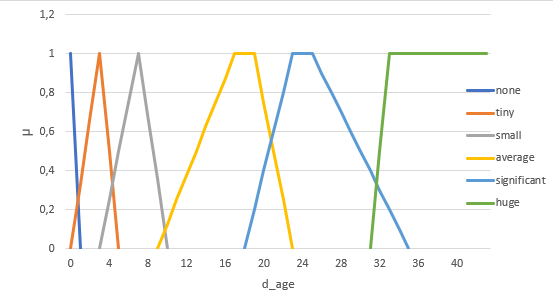 1,2
1
0,8
0,6
0,4
0,2
0
μ
0 4 8 12 16 20 24 28 32 36 40
d_age
none
tiny
small
average
significant
huge